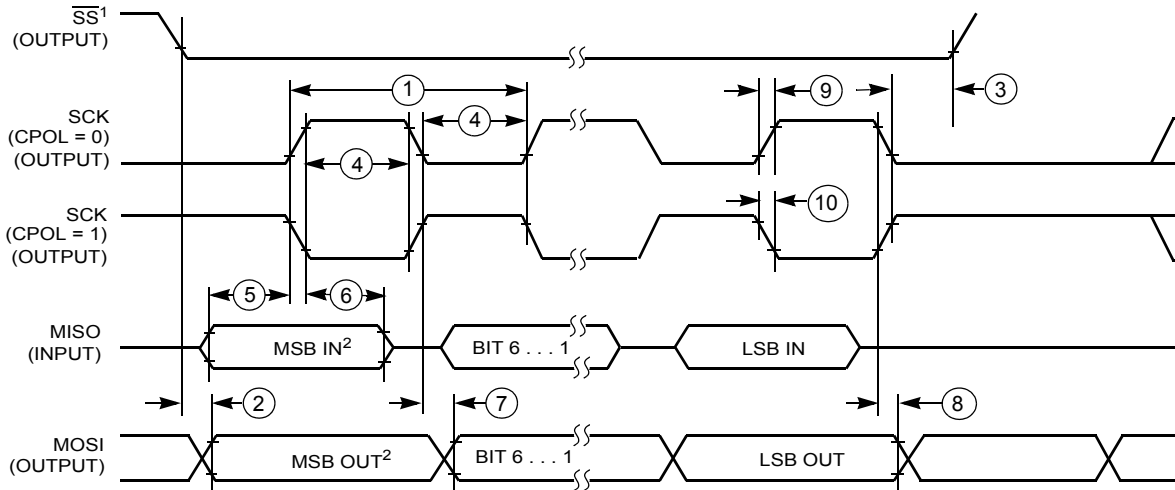 SS¹
(OUTPUT)
1
9
3
SCK
(CPOL = 0)
(OUTPUT)
4
4
SCK
(CPOL = 1)
(OUTPUT)
10
5
6
MISO
(INPUT)
MSB IN²
BIT 6 . . . 1
LSB IN
2
7
8
MOSI
(OUTPUT)
MSB OUT²
BIT 6 . . . 1
LSB OUT